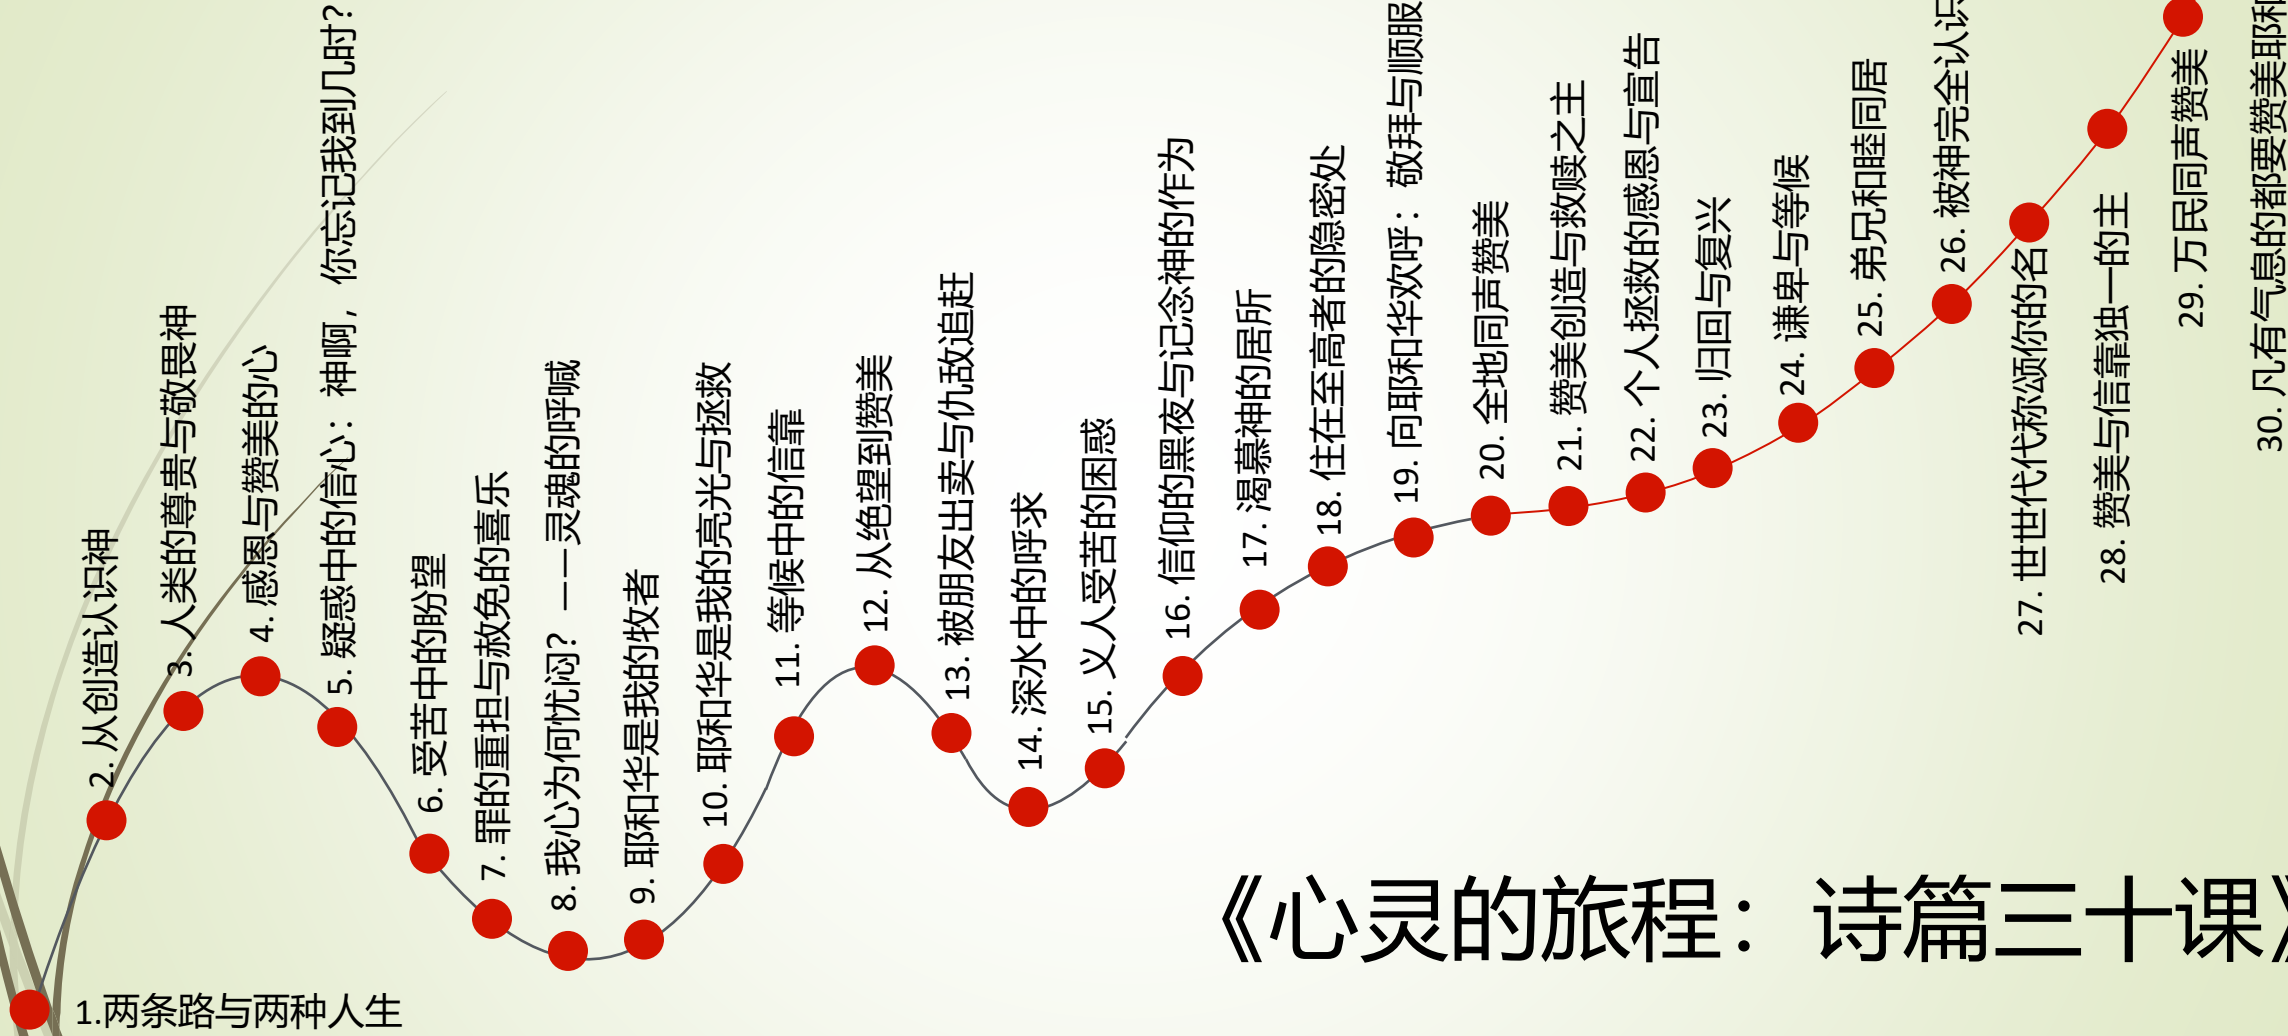 1.两条路与两种人生
2. 从创造认识神
3. 人类的尊贵与敬畏神
4. 感恩与赞美的心
5. 疑惑中的信心：神啊，你忘记我到几时？
6. 受苦中的盼望
7. 罪的重担与赦免的喜乐
8. 我心为何忧闷？——灵魂的呼喊
9. 耶和华是我的牧者
10. 耶和华是我的亮光与拯救
11. 等候中的信靠
12. 从绝望到赞美
13. 被朋友出卖与仇敌追赶
14. 深水中的呼求
15. 义人受苦的困惑
16. 信仰的黑夜与记念神的作为
17. 渴慕神的居所
18. 住在至高者的隐密处
19. 向耶和华欢呼：敬拜与顺服
20. 全地同声赞美
21. 赞美创造与救赎之主
22. 个人拯救的感恩与宣告
23. 归回与复兴
24. 谦卑与等候
25. 弟兄和睦同居
26. 被神完全认识
27. 世世代代称颂你的名
28. 赞美与信靠独一的主
29. 万民同声赞美
30. 凡有气息的都要赞美耶和
《心灵的旅程：诗篇三十课》